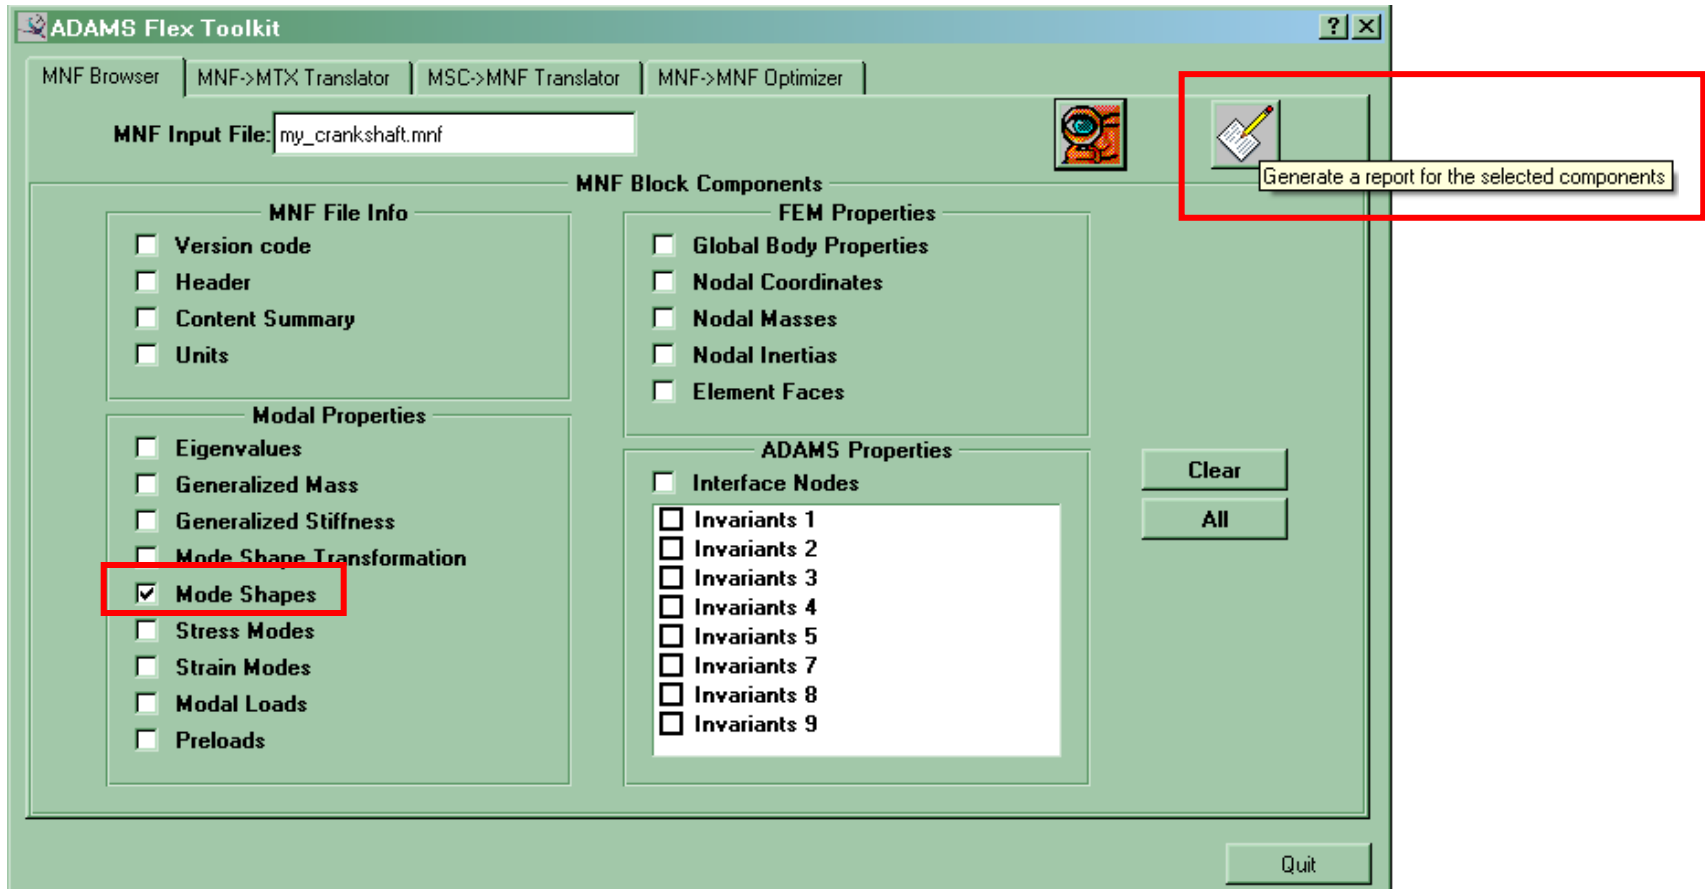 ADAMS Flex Toolkit
?
MNF Browser
MNF->MTX Translator
MSC->MNF Translator
MNF->MNF Optimizer
MNF Input File: my_crankshaft.mnf
Generate a report for the selected components
MNF Block Components
MNF File Info
Version code
Header
Content Summary
Units
Modal Properties
Eigenvalues
Generalized Mass
Generalized Stiffness
Mode Shape Transformation
Mode Shapes
Stress Modes
Strain Modes
Modal Loads
Preloads
FEM Properties
Global Body Properties
Nodal Coordinates
Nodal Masses
Nodal Inertias
Element Faces
ADAMS Properties
Interface Nodes
Invariants 1
Invariants 2
Invariants 3
Invariants 4
Invariants 5
Invariants 7
Invariants 8
Invariants 9
Clear
All
Quit